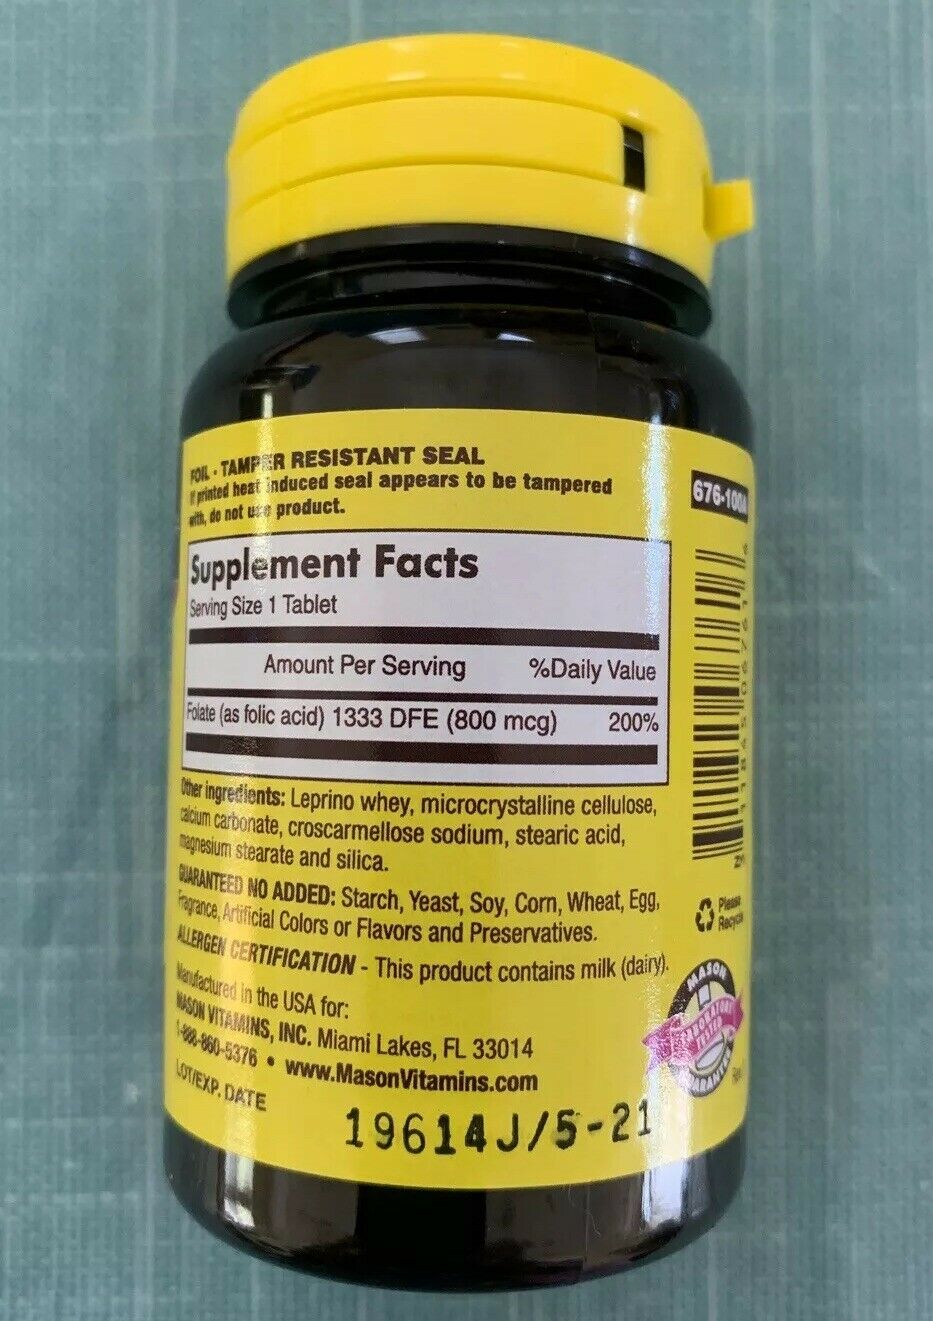 FOIL - TAMPER RESISTANT SEAL
If printed heat induced seal appears to be tampered
with, do not use product.
676-100A
Supplement Facts
Serving Size 1 Tablet
Amount Per Serving %Daily Value
Folate (as folic acid) 1333 DFE (800 mcg) 200%
Other ingredients: Leprino whey, microcrystalline cellulose,
calcium carbonate, croscarmellose sodium, stearic acid,
magnesium stearate and silica.
GUARANTEED NO ADDED: Starch, Yeast, Soy, Corn, Wheat, Egg,
Fragrance, Artificial Colors or Flavors and Preservatives.
Please
Recycle
ALLERGEN CERTIFICATION - This product contains milk (dairy).
Manufactured in the USA for:
MASON VITAMINS, INC. Miami Lakes, FL 33014
1-888-860-5376 • www.MasonVitamins.com
MASON
LABORATORY
TESTED
GUARANTEE
LOT/EXP. DATE
19614J/5-21